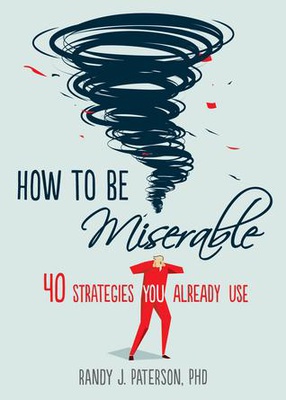 HOW TO BE
Miserable
40 STRATEGIES YOU ALREADY USE
RANDY J. PATERSON, PHD